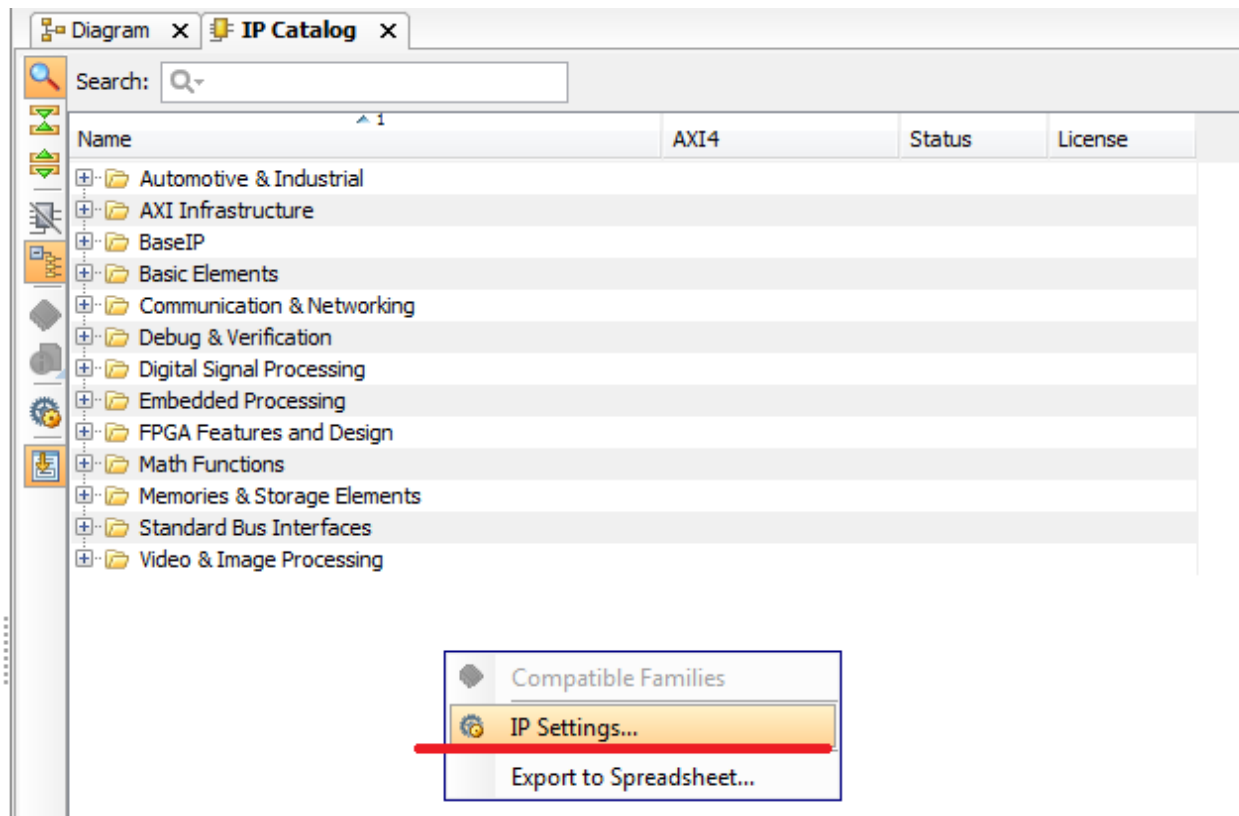 Diagram X IP Catalog X
Search:
Name 1 AXI4 Status License
Automotive & Industrial
AXI Infrastructure
BaseIP
Basic Elements
Communication & Networking
Debug & Verification
Digital Signal Processing
Embedded Processing
FPGA Features and Design
Math Functions
Memories & Storage Elements
Standard Bus Interfaces
Video & Image Processing
Compatible Families
IP Settings...
Export to Spreadsheet...